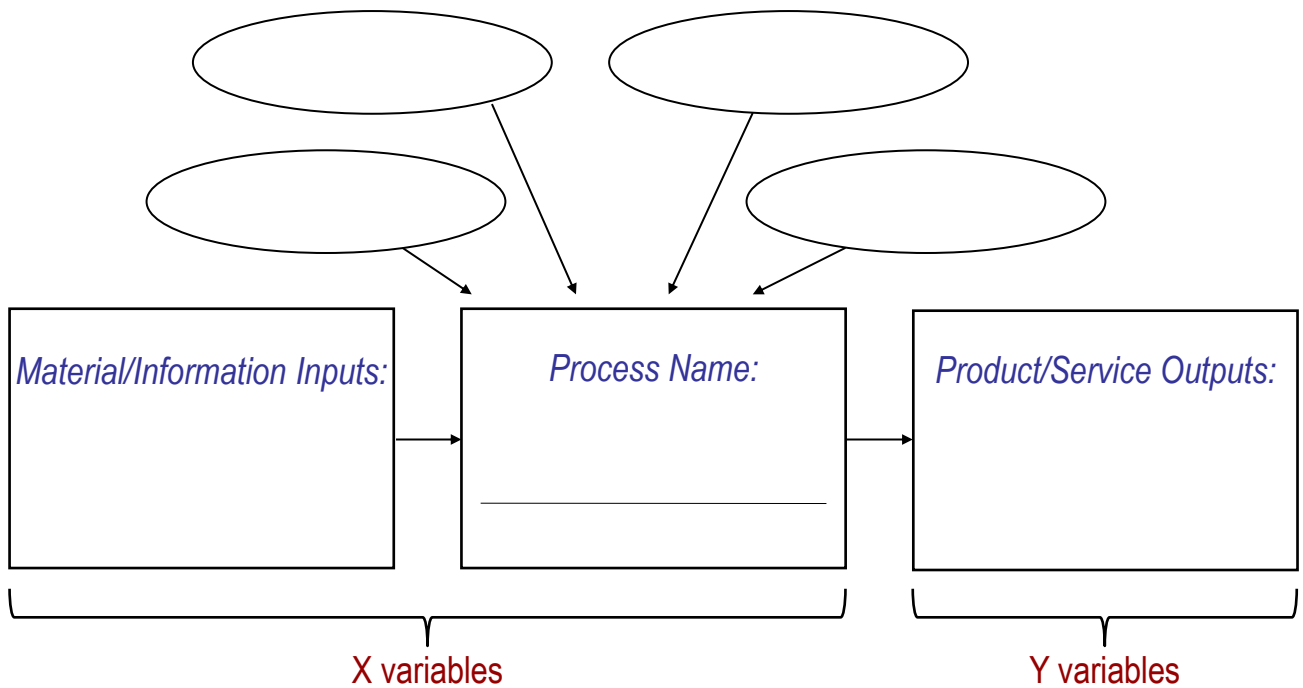 Material/Information Inputs:
Process Name:
Product/Service Outputs:
X variables
Y variables